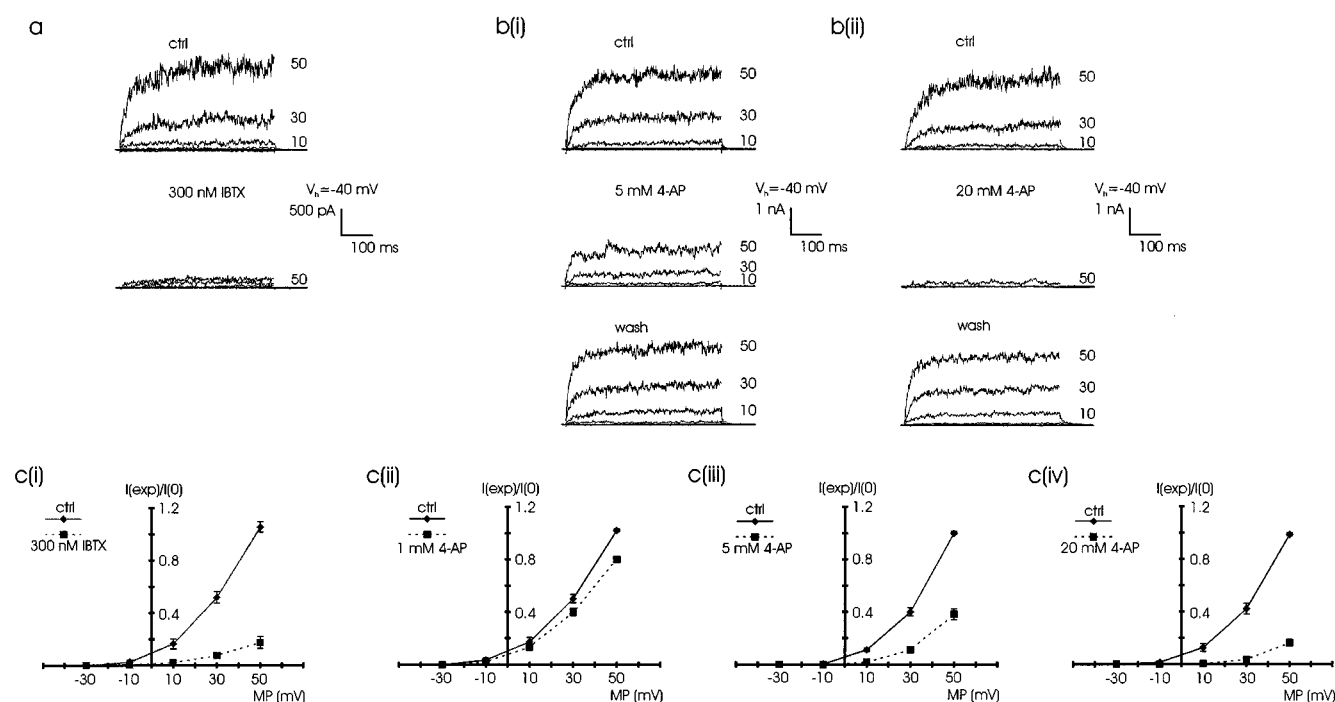 a
ctrl
50
30
10
300 nM IBTX
Vh=-40 mV
500 pA
100 ms
50
b(i)
ctrl
50
30
10
5 mM 4-AP
Vh=-40 mV
1 nA
100 ms
50
30
10
wash
50
30
10
b(ii)
ctrl
50
30
10
20 mM 4-AP
Vh=-40 mV
1 nA
100 ms
50
wash
50
30
10
c(i)
I(exp)/I(0)
ctrl
300 nM IBTX
1.2
0.8
0.4
-30 -10 10 30 50
MP (mV)
c(ii)
I(exp)/I(0)
ctrl
1 mM 4-AP
1.2
0.8
0.4
-30 -10 10 30 50
MP (mV)
c(iii)
I(exp)/I(0)
ctrl
5 mM 4-AP
1.2
0.8
0.4
-30 -10 10 30 50
MP (mV)
c(iv)
I(exp)/I(0)
ctrl
20 mM 4-AP
1.2
0.8
0.4
-30 -10 10 30 50
MP (mV)